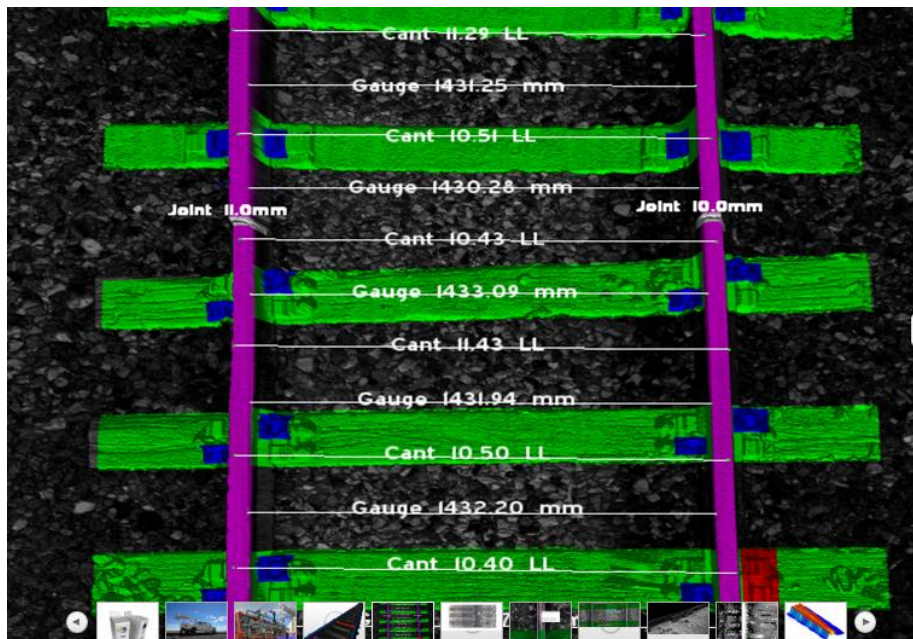 Cant 11.29 LL
Gauge 1431.25 mm
Cant 10.51 LL
Gauge 1430.28 mm
Joint 11.0mm
Joint 10.0mm
Cant 10.43 LL
Gauge 1433.09 mm
Cant 11.43 LL
Gauge 1431.94 mm
Cant 10.50 LL
Gauge 1432.20 mm
Cant 10.40 LL